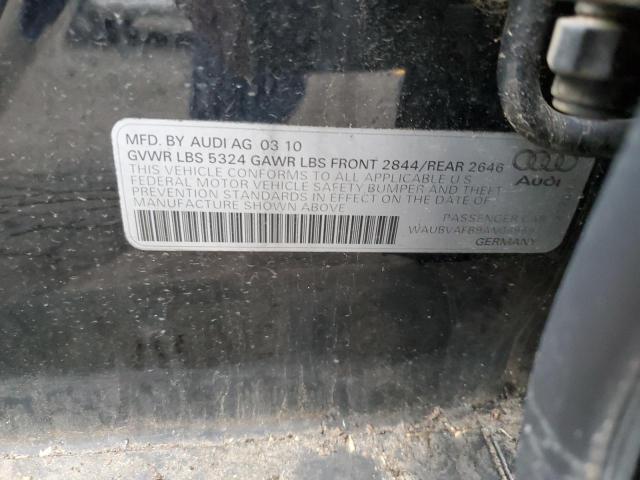 MFD. BY AUDI AG 03 10
GVWR LBS 5324 GAWR LBS FRONT 2844/REAR 2646
THIS VEHICLE CONFORMS TO ALL APPLICABLE U S
FEDERAL MOTOR VEHICLE SAFETY, BUMPER AND THEFT
PREVENTION STANDARDS IN EFFECT ON THE DATE OF
MANUFACTURE SHOWN ABOVE
Audi
PASSENGER CAR
GERMANY